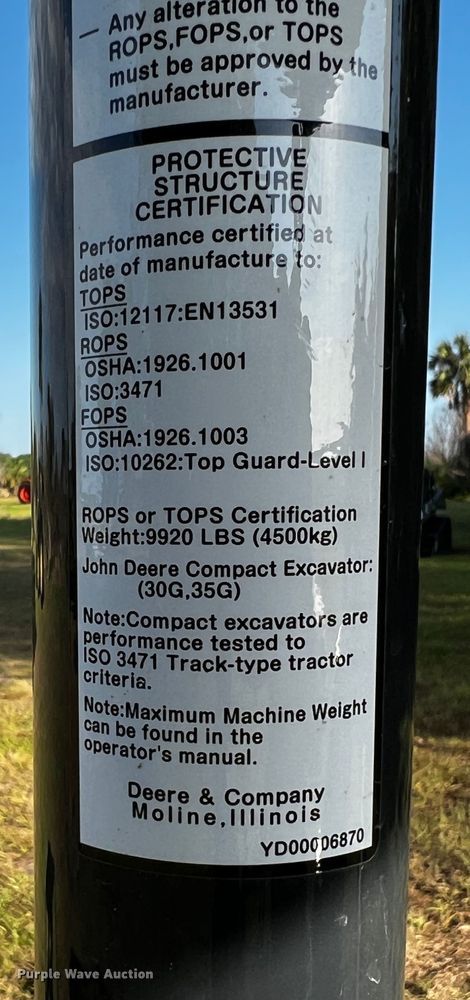 — Any alteration to the
ROPS,FOPS,or TOPS
must be approved by the
manufacturer.
PROTECTIVE
STRUCTURE
CERTIFICATION
Performance certified at
date of manufacture to:
TOPS
ISO:12117:EN13531
ROPS
OSHA:1926.1001
ISO:3471
FOPS
OSHA:1926.1003
ISO:10262:Top Guard-Level I
ROPS or TOPS Certification
Weight:9920 LBS (4500kg)
John Deere Compact Excavator:
(30G,35G)
Note:Compact excavators are
performance tested to
ISO 3471 Track-type tractor
criteria.
Note:Maximum Machine Weight
can be found in the
operator's manual.
Deere & Company
Moline,Illinois
YD00006870
Purple Wave Auction